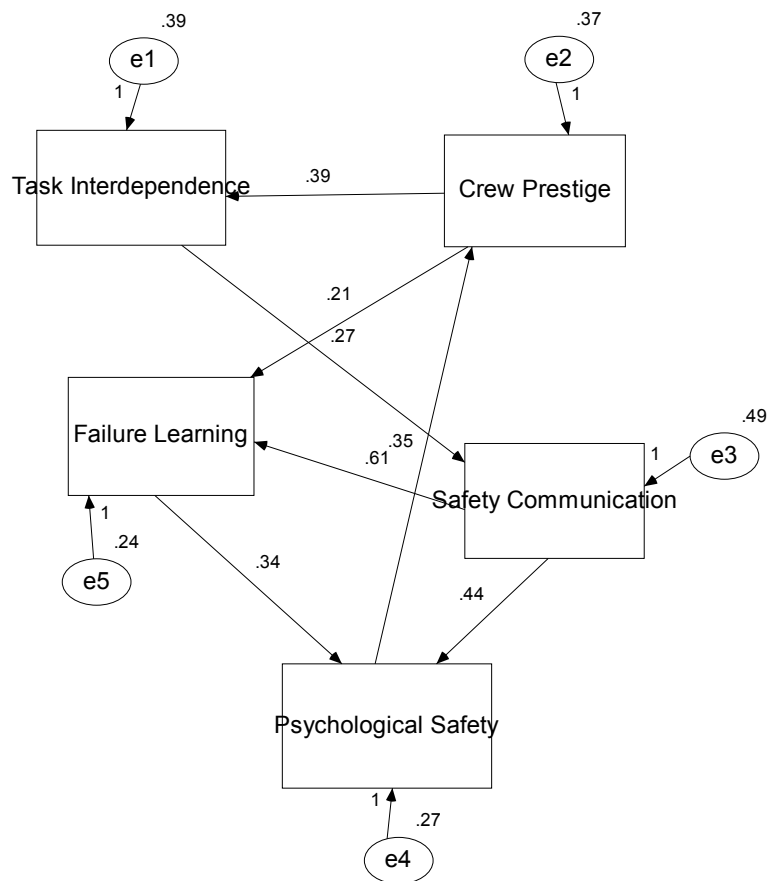 .39
.37
e1
e2
1
1
Task Interdependence
.39
Crew Prestige
.21
.27
Failure Learning
.35
.61
.49
1
e3
Safety Communication
1
.24
e5
.34
.44
Psychological Safety
1
.27
e4